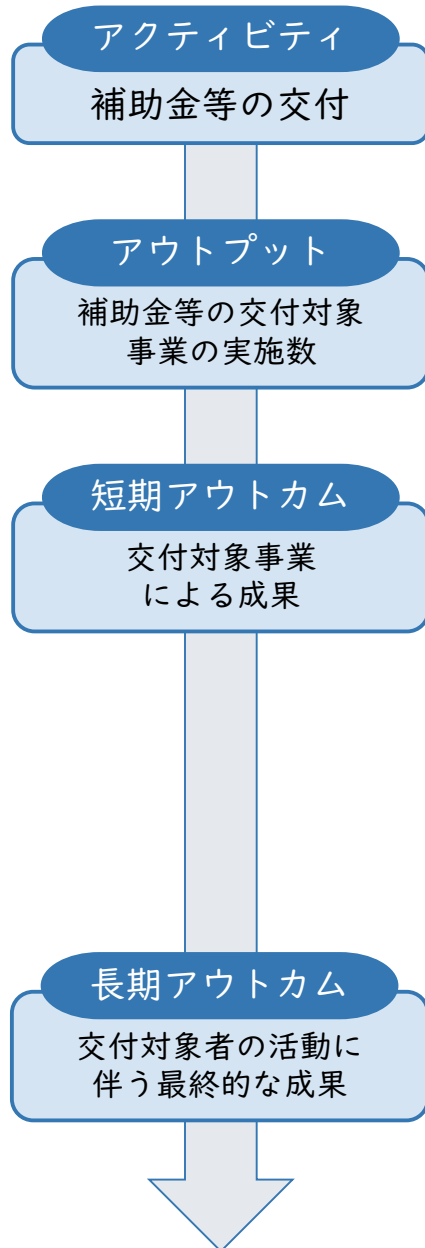 アクティビティ
補助金等の交付
アウトプット
補助金等の交付対象
事業の実施数
短期アウトカム
交付対象事業
による成果
長期アウトカム
交付対象者の活動に
伴う最終的な成果